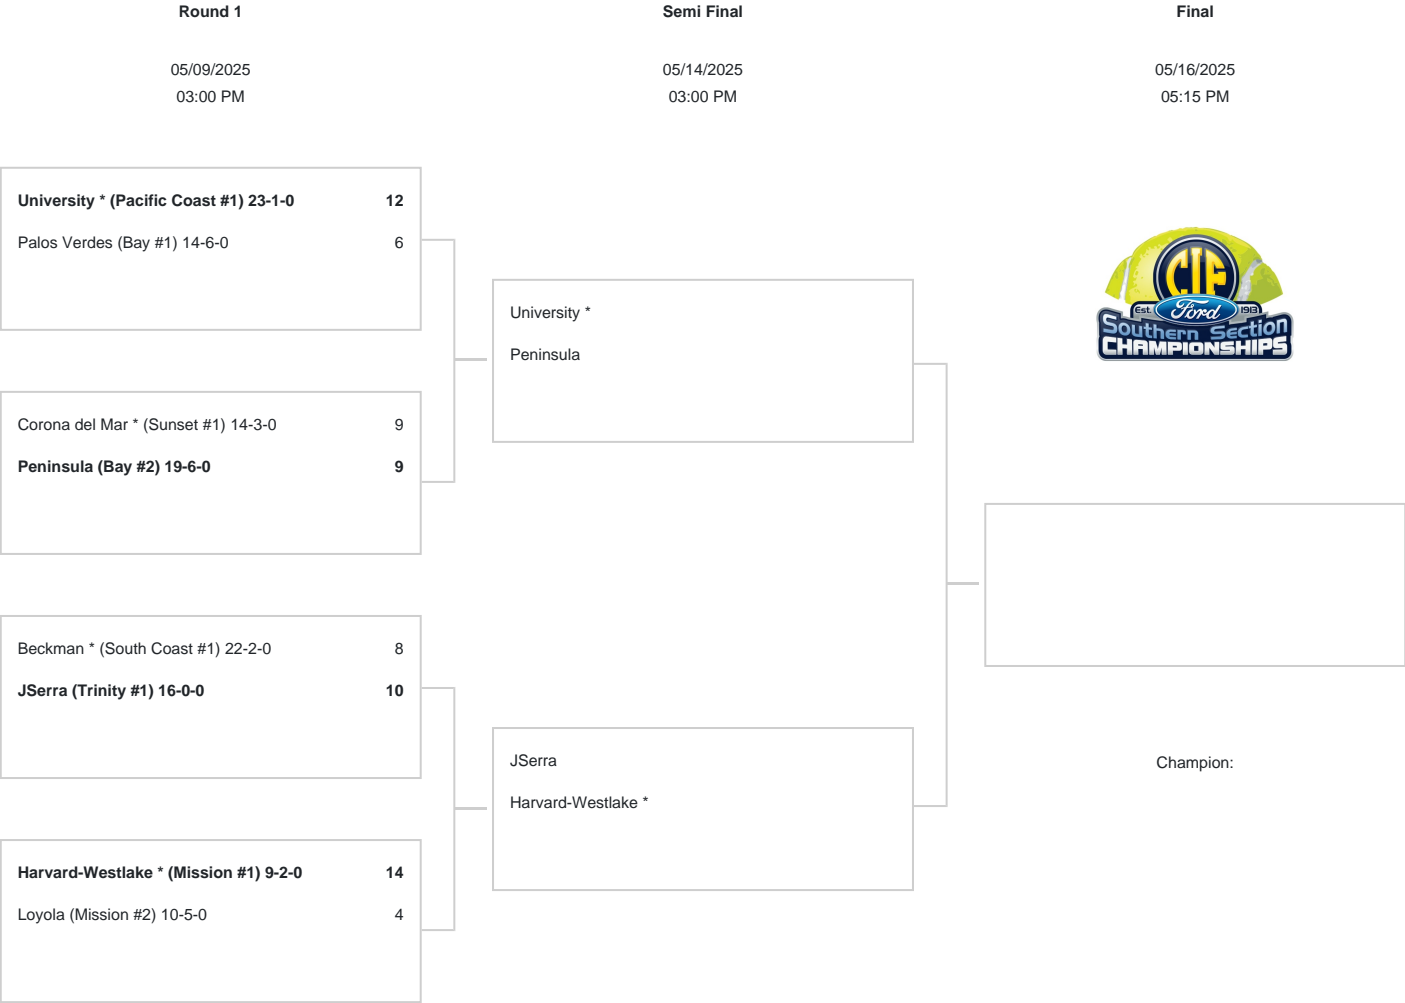 Round 1
Semi Final
Final
05/09/2025
05/14/2025
05/16/2025
03:00 PM
03:00 PM
05:15 PM
University * (Pacific Coast #1) 23-1-0 12
Palos Verdes (Bay #1) 14-6-0 6
Corona del Mar * (Sunset #1) 14-3-0 9
Peninsula (Bay #2) 19-6-0 9
Beckman * (South Coast #1) 22-2-0 8
JSerra (Trinity #1) 16-0-0 10
Harvard-Westlake * (Mission #1) 9-2-0 14
Loyola (Mission #2) 10-5-0 4
University *
Peninsula
JSerra
Harvard-Westlake *
CIF
Est. Ford 1913
Southern Section
CHAMPIONSHIPS
Champion: